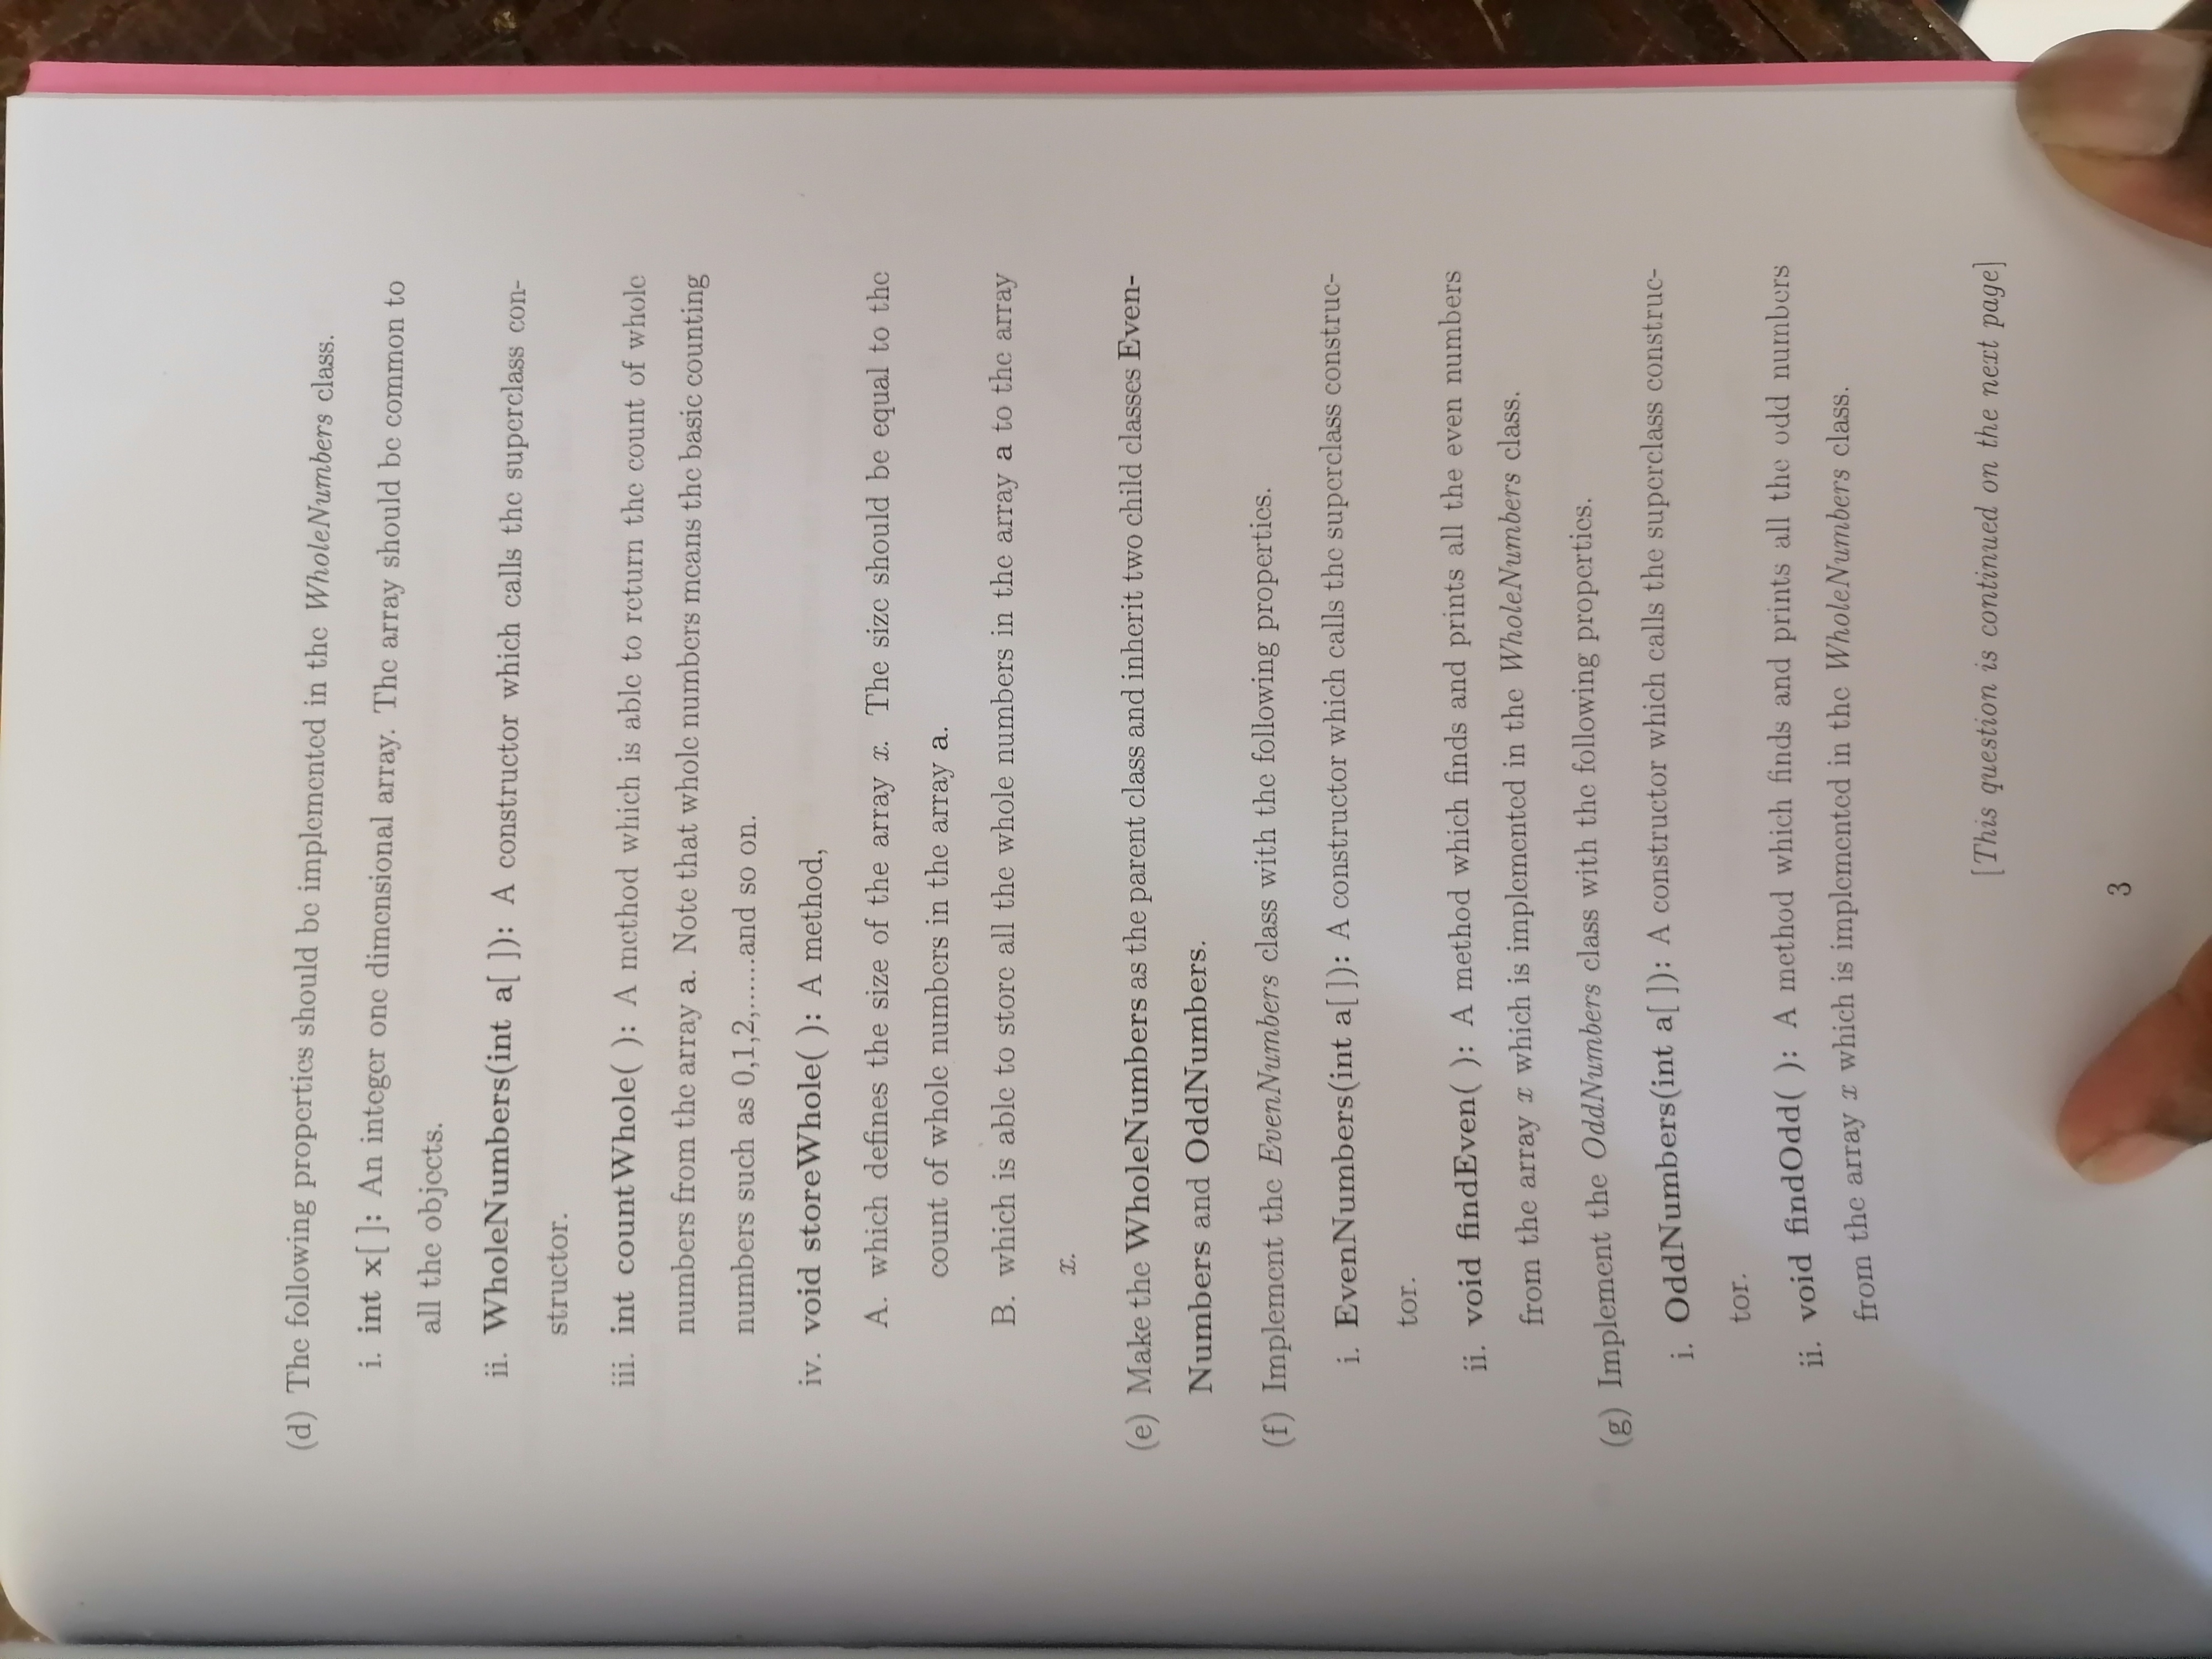 (d) The following properties should be implemented in the WholeNumbers class.
i. int x[ ]: An integer one dimensional array. The array should be common to
all the objects.
ii. WholeNumbers(int a[ ]): A constructor which calls the superclass con-
structor.
iii. int countWhole( ): A method which is able to return the count of whole
numbers from the array a. Note that whole numbers means the basic counting
numbers such as 0,1,2,......and so on.
iv. void storeWhole( ): A method,
A. which defines the size of the array x. The size should be equal to the
count of whole numbers in the array a.
B. which is able to store all the whole numbers in the array a to the array
x.
(e) Make the WholeNumbers as the parent class and inherit two child classes Even-
Numbers and OddNumbers.
(f) Implement the EvenNumbers class with the following properties.
i. EvenNumbers(int a[ ]): A constructor which calls the superclass construc-
tor.
ii. void findEven( ): A method which finds and prints all the even numbers
from the array x which is implemented in the WholeNumbers class.
(g) Implement the OddNumbers class with the following properties.
i. OddNumbers(int a[ ]): A constructor which calls the superclass construc-
tor.
ii. void findOdd( ): A method which finds and prints all the odd numbers
from the array x which is implemented in the WholeNumbers class.
[This question is continued on the next page]
3